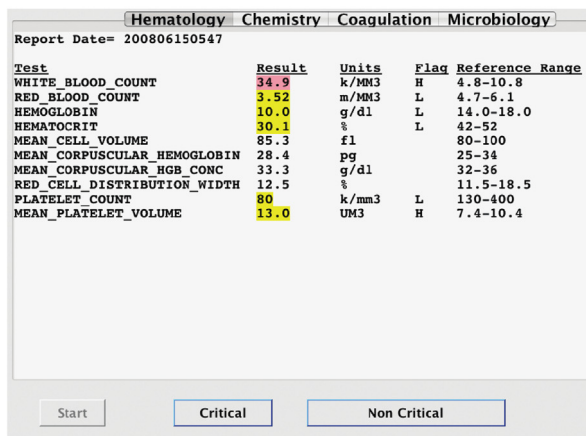 Hematology Chemistry Coagulation Microbiology
Report Date= 200806150547
Test Result Units Flag Reference Range
WHITE_BLOOD_COUNT 34.9 k/MM3 H 4.8-10.8
RED_BLOOD_COUNT 3.52 m/MM3 L 4.7-6.1
HEMOGLOBIN 10.0 g/dl L 14.0-18.0
HEMATOCRIT 30.1 % L 42-52
MEAN_CELL_VOLUME 85.3 fl 80-100
MEAN_CORPUSCULAR_HEMOGLOBIN 28.4 pg 25-34
MEAN_CORPUSCULAR_HGB_CONC 33.3 g/dl 32-36
RED_CELL_DISTRIBUTION_WIDTH 12.5 % 11.5-18.5
PLATELET_COUNT 80 k/mm3 L 130-400
MEAN_PLATELET_VOLUME 13.0 UM3 H 7.4-10.4
Start Critical Non Critical